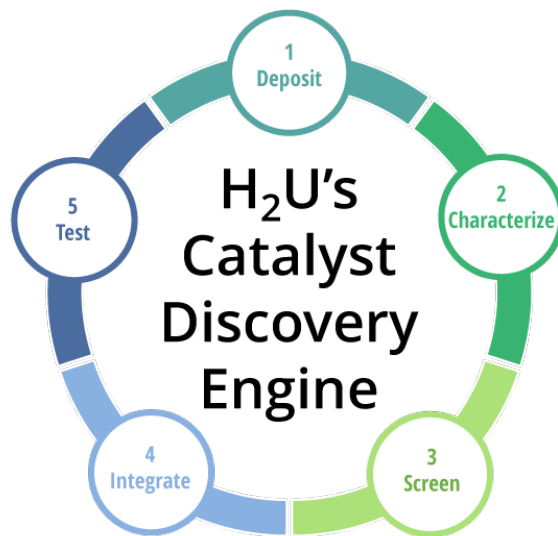 1
Deposit
2
Characterize
3
Screen
4
Integrate
5
Test
H₂U's
Catalyst
Discovery
Engine